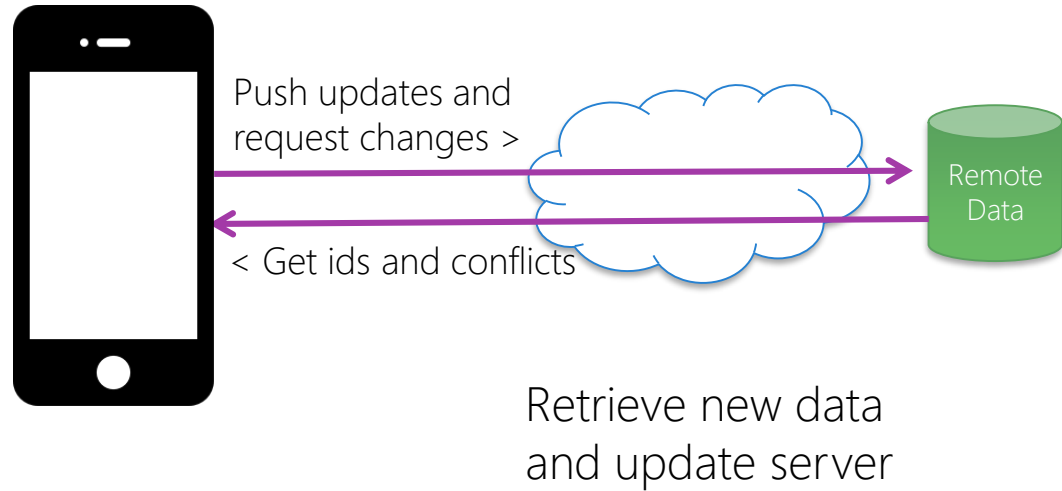 Push updates and
request changes >
Remote
Data
< Get ids and conflicts
Retrieve new data
and update server